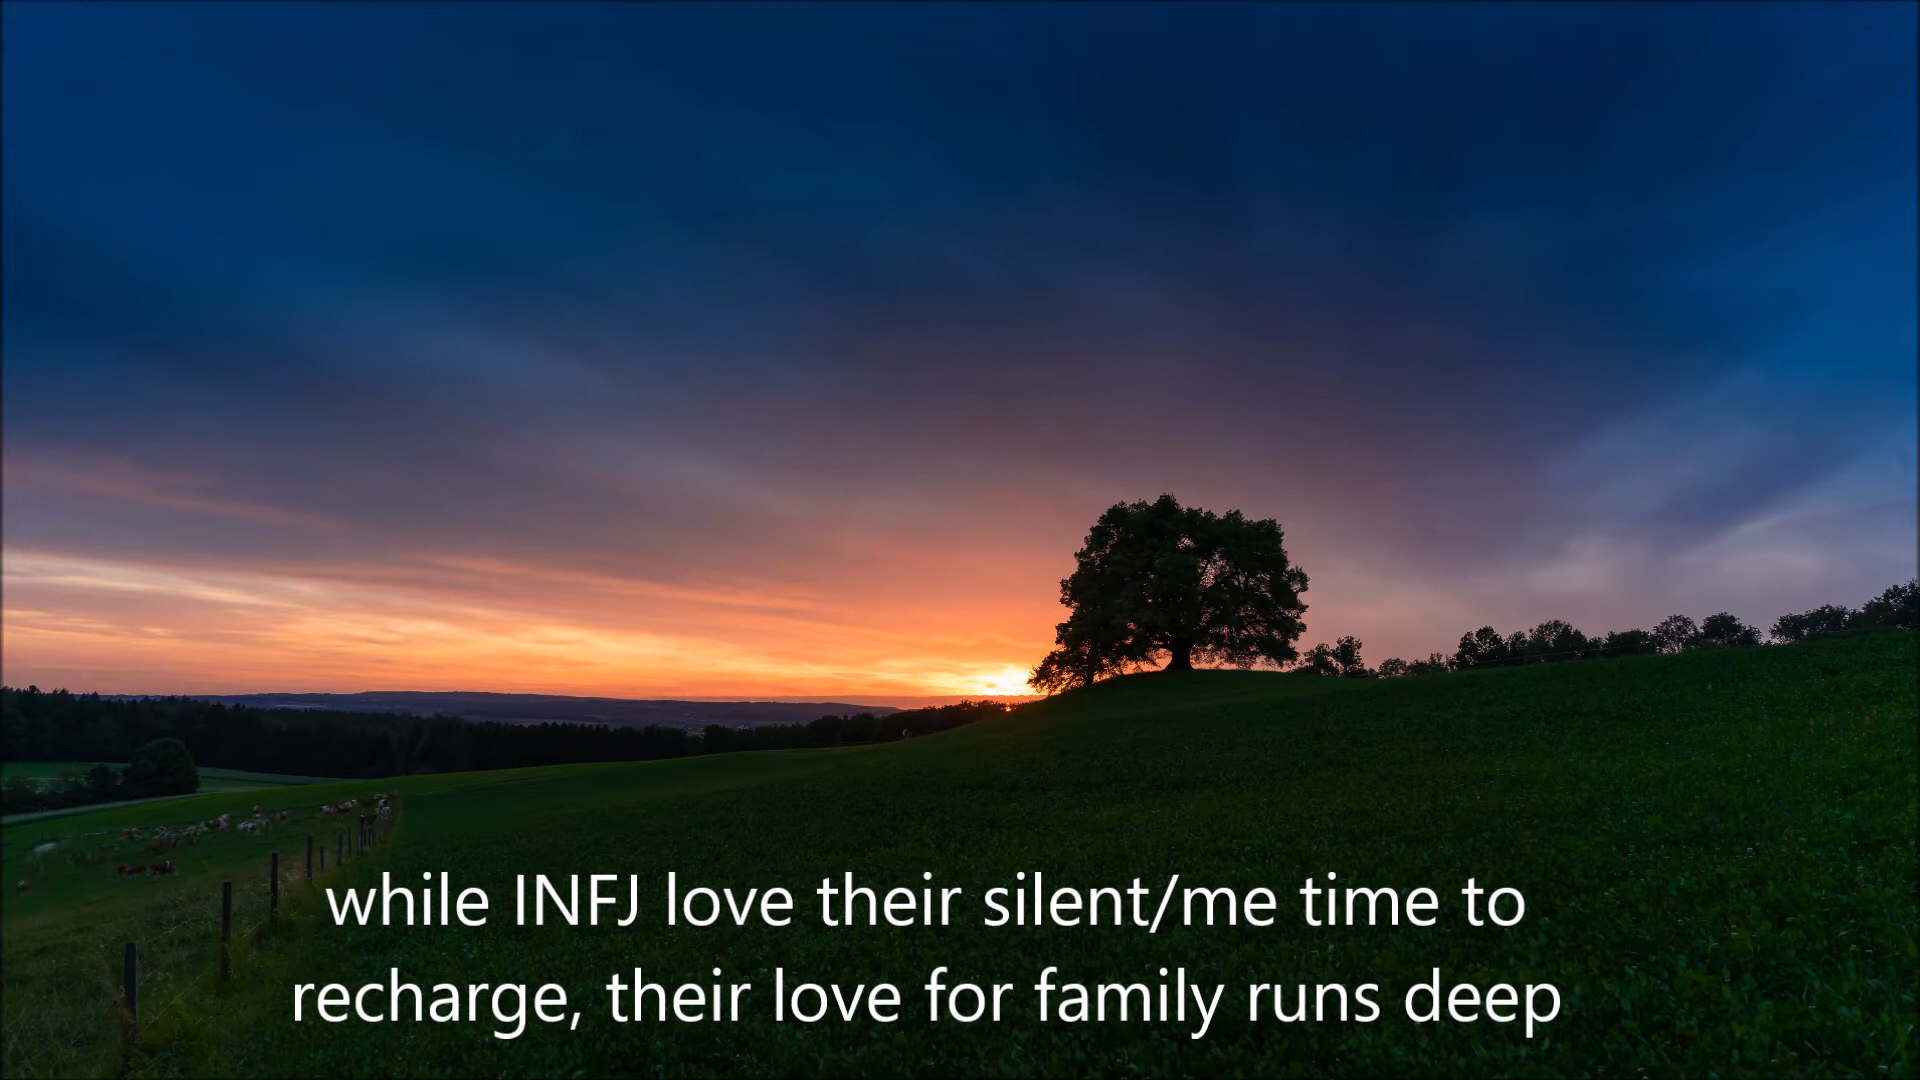 while INFJ love their silent/me time to
recharge, their love for family runs deep